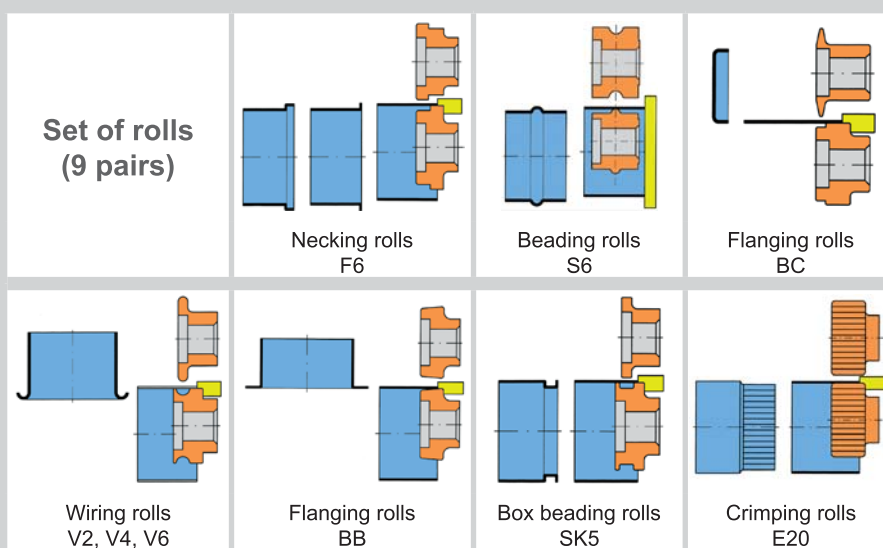 Set of rolls
(9 pairs)
Necking rolls
F6
Beading rolls
S6
Flanging rolls
BC
Wiring rolls
V2, V4, V6
Flanging rolls
BB
Box beading rolls
SK5
Crimping rolls
E20